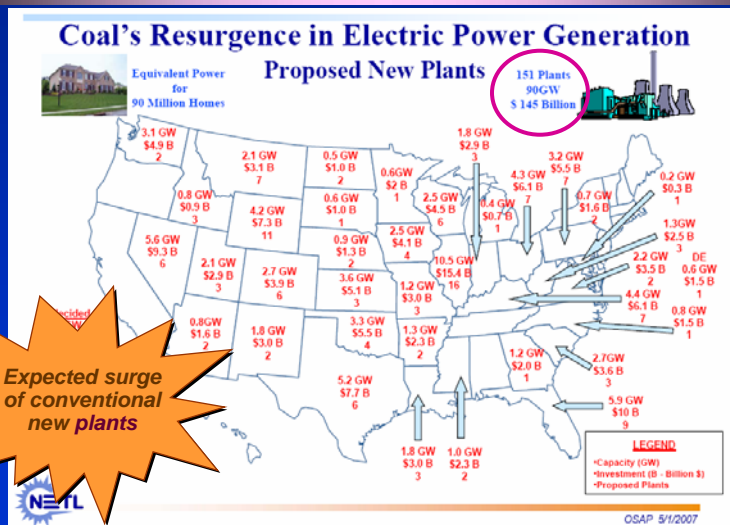 Coal's Resurgence in Electric Power Generation
Proposed New Plants
Equivalent Power
for
90 Million Homes
151 Plants
90GW
$ 145 Billion
3.1 GW
$4.9 B
2
2.1 GW
$3.1 B
7
0.5 GW
$1.0 B
2
0.6GW
$2 B
1
1.8 GW
$2.9 B
3
4.3 GW
$6.1 B
7
3.2 GW
$5.5 B
7
0.2 GW
$0.3 B
1
0.8 GW
$0.9 B
3
4.2 GW
$7.3 B
11
0.6 GW
$1.0 B
1
2.5 GW
$4.5 B
6
0.4 GW
$0.7 B
1
0.7 GW
$1.6 B
2
1.3GW
$2.5 B
3
5.6 GW
$9.3 B
6
2.1 GW
$2.9 B
3
2.7 GW
$3.9 B
6
0.9 GW
$1.3 B
2
2.5 GW
$4.1 B
4
10.5 GW
$15.4 B
16
2.2 GW
$3.5 B
2
DE
0.6 GW
$1.5 B
1
3.6 GW
$5.1 B
3
1.2 GW
$3.0 B
3
4.4 GW
$6.1 B
7
0.8 GW
$1.5 B
1
0.8GW
$1.6 B
2
1.8 GW
$3.0 B
2
3.3 GW
$5.5 B
4
1.3 GW
$2.3 B
2
1.2 GW
$2.0 B
1
2.7GW
$3.6 B
3
5.2 GW
$7.7 B
6
5.9 GW
$10 B
9
1.8 GW
$3.0 B
3
1.0 GW
$2.3 B
2
Expected surge
of conventional
new plants
LEGEND
•Capacity (GW)
•Investment (B - Billion $)
•Proposed Plants
NETL
OSAP 5/1/2007